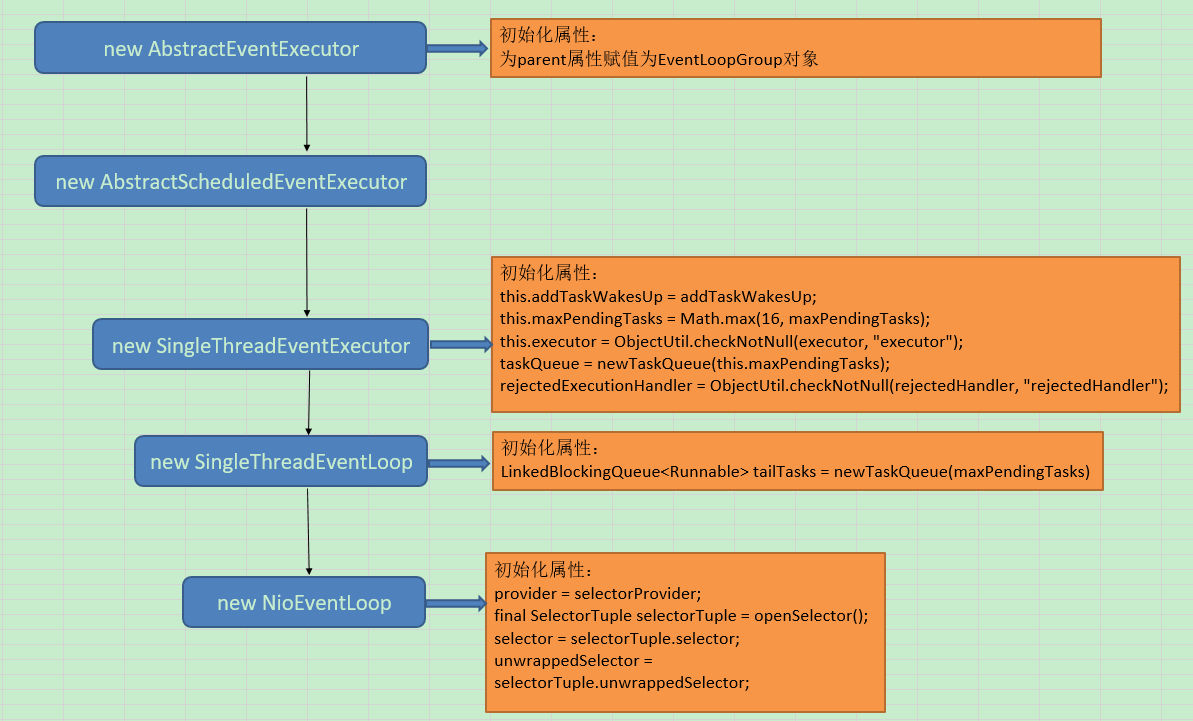 new AbstractEventExecutor
初始化属性：
为parent属性赋值为EventLoopGroup对象
new AbstractScheduledEventExecutor
new SingleThreadEventExecutor
初始化属性：
this.addTaskWakesUp = addTaskWakesUp;
this.maxPendingTasks = Math.max(16, maxPendingTasks);
this.executor = ObjectUtil.checkNotNull(executor, "executor");
taskQueue = newTaskQueue(this.maxPendingTasks);
rejectedExecutionHandler = ObjectUtil.checkNotNull(rejectedHandler, "rejectedHandler");
new SingleThreadEventLoop
初始化属性：
LinkedBlockingQueue<Runnable> tailTasks = newTaskQueue(maxPendingTasks)
new NioEventLoop
初始化属性：
provider = selectorProvider;
final SelectorTuple selectorTuple = openSelector();
selector = selectorTuple.selector;
unwrappedSelector =
selectorTuple.unwrappedSelector;